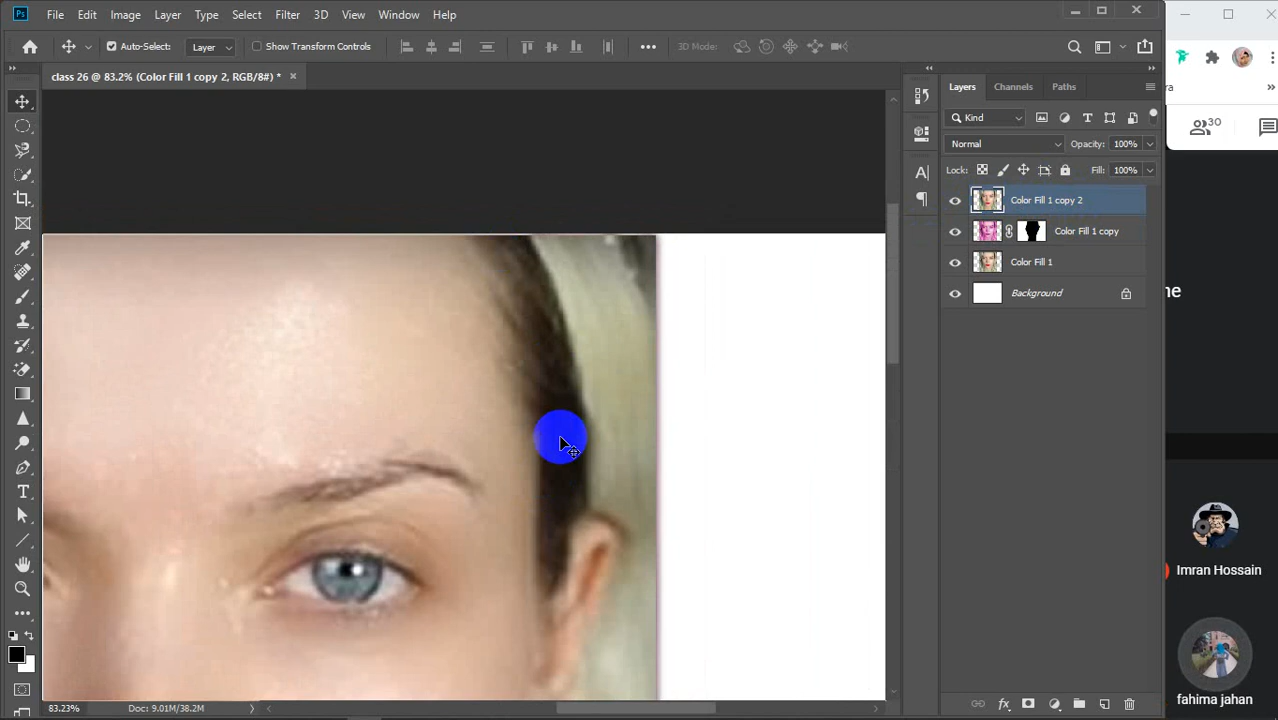 Ps File Edit Image Layer Type Select Filter 3D View Window Help
Auto-Select: Layer Show Transform Controls 3D Mode:
class 26 @ 83.2% (Color Fill 1 copy 2, RGB/8#) * ×
Layers Channels Paths
Kind
Normal Opacity: 100%
Lock: Fill: 100%
Color Fill 1 copy 2
Color Fill 1 copy
Color Fill 1
Background
83.23% Doc: 9.01M/38.2M
ra
30
ne
Imran Hossain
fahima jahan